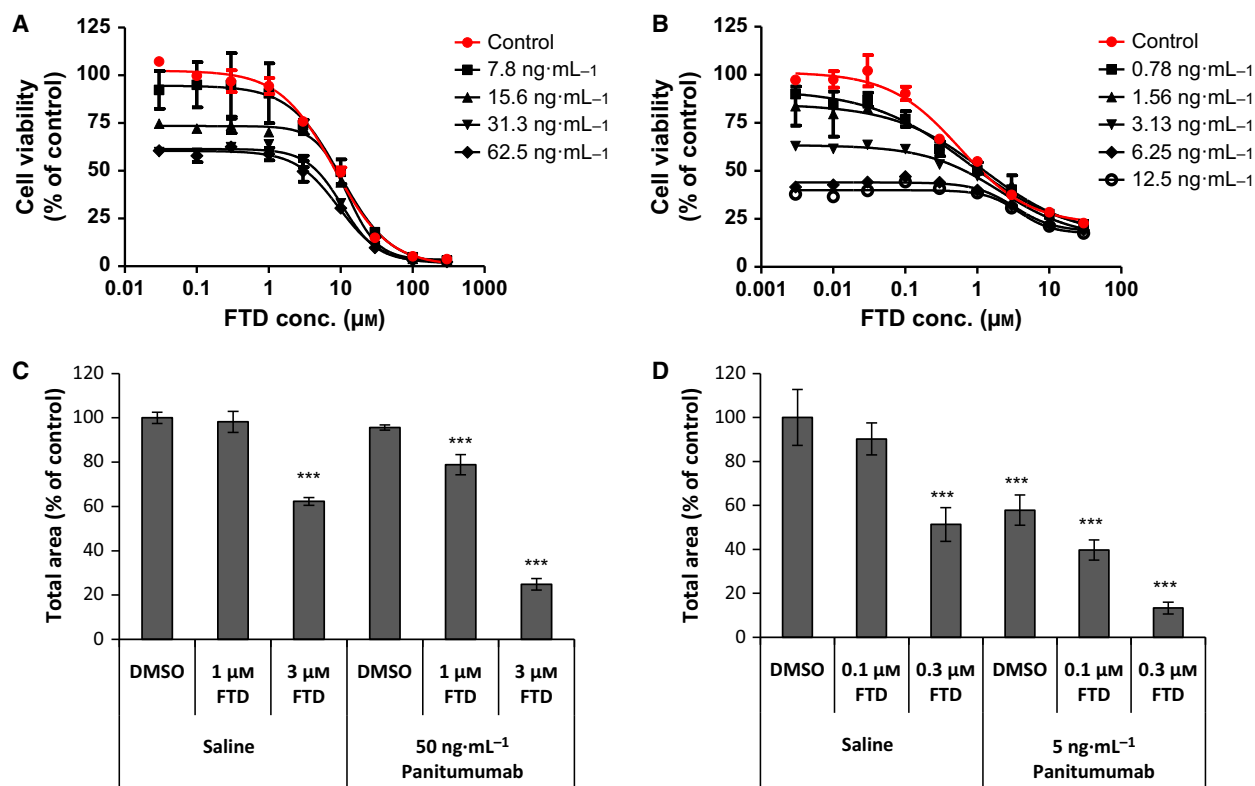 A
125
100
75
50
25
0
Cell viability
(% of control)
0.01 0.1 1 10 100 1000
FTD conc. (µM)
Control
7.8 ng·mL–1
15.6 ng·mL–1
31.3 ng·mL–1
62.5 ng·mL–1
B
125
100
75
50
25
0
Cell viability
(% of control)
0.001 0.01 0.1 1 10 100
FTD conc. (µM)
Control
0.78 ng·mL–1
1.56 ng·mL–1
3.13 ng·mL–1
6.25 ng·mL–1
12.5 ng·mL–1
C
120
100
80
60
40
20
0
Total area (% of control)
***
***
***
DMSO 1 µM FTD 3 µM FTD DMSO 1 µM FTD 3 µM FTD
Saline 50 ng·mL–1 Panitumumab
D
120
100
80
60
40
20
0
Total area (% of control)
***
***
***
***
DMSO 0.1 µM FTD 0.3 µM FTD DMSO 0.1 µM FTD 0.3 µM FTD
Saline 5 ng·mL–1 Panitumumab